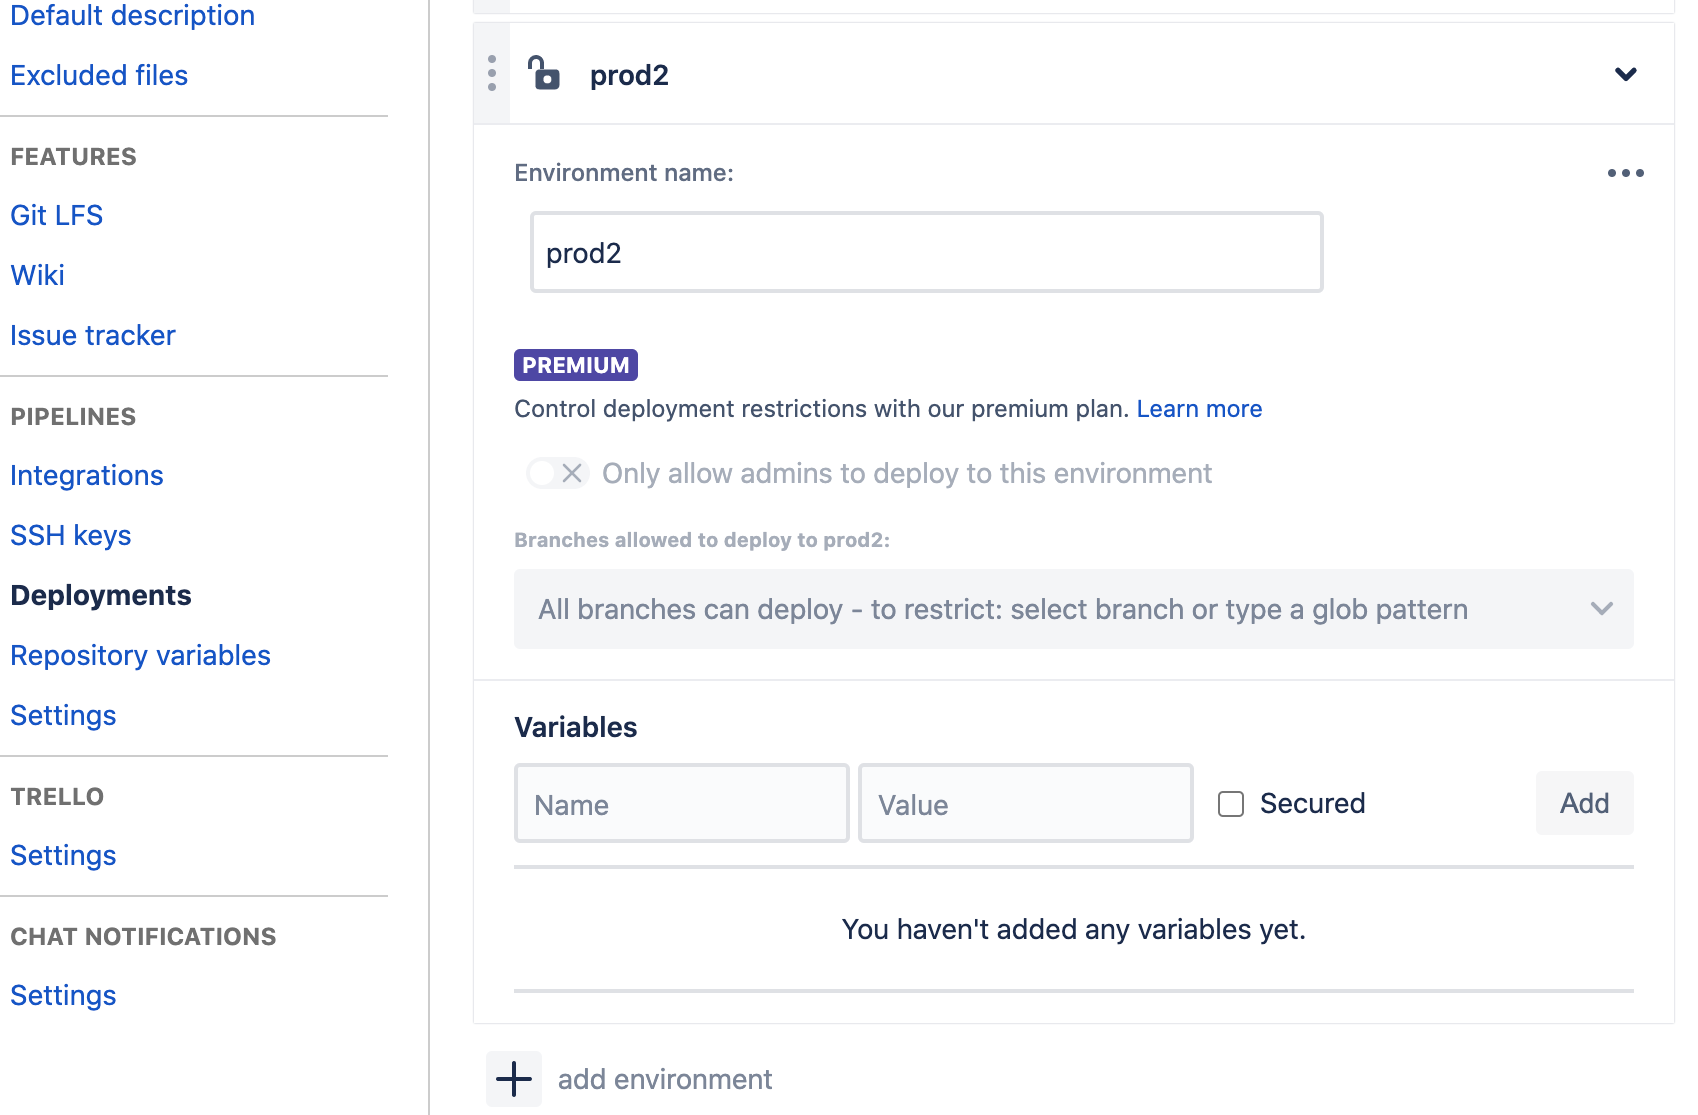 Default description
Excluded files
FEATURES
Git LFS
Wiki
Issue tracker
PIPELINES
Integrations
SSH keys
Deployments
Repository variables
Settings
TRELLO
Settings
CHAT NOTIFICATIONS
Settings
prod2
Environment name:
prod2
PREMIUM
Control deployment restrictions with our premium plan. Learn more
Only allow admins to deploy to this environment
Branches allowed to deploy to prod2:
All branches can deploy - to restrict: select branch or type a glob pattern
Variables
Name Value Secured Add
You haven't added any variables yet.
add environment